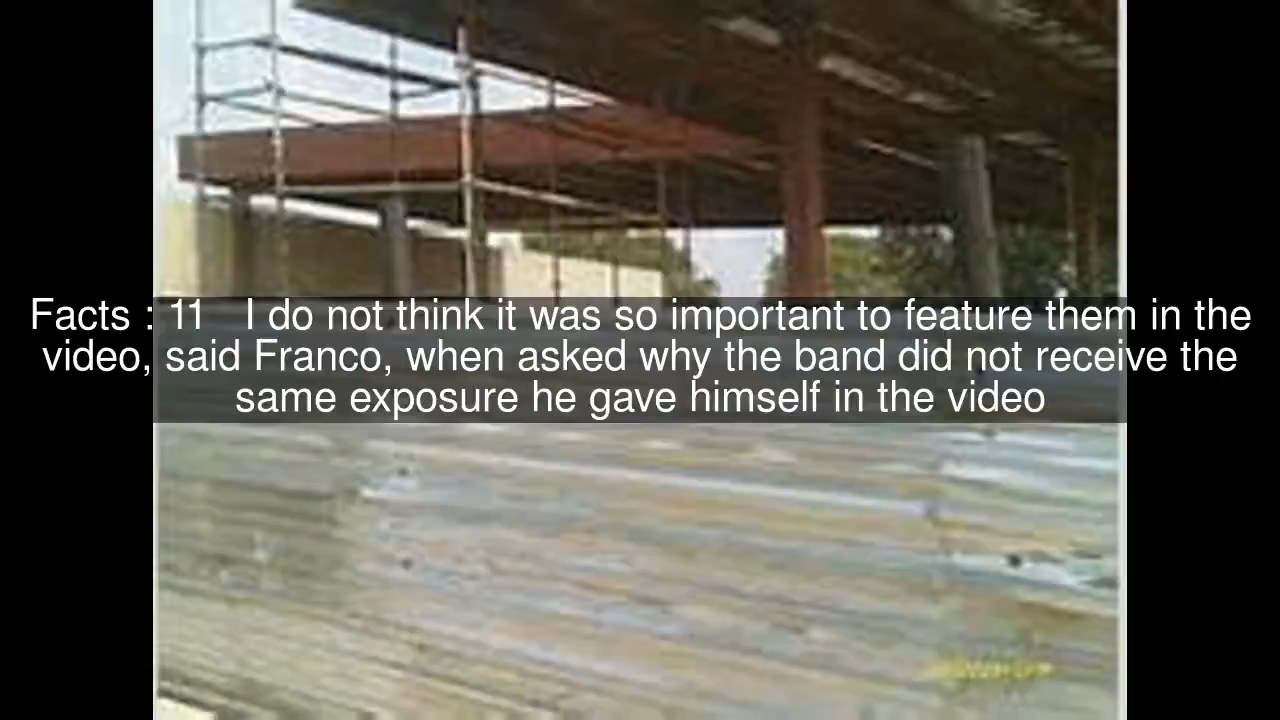 Facts : 11 I do not think it was so important to feature them in the
video, said Franco, when asked why the band did not receive the
same exposure he gave himself in the video